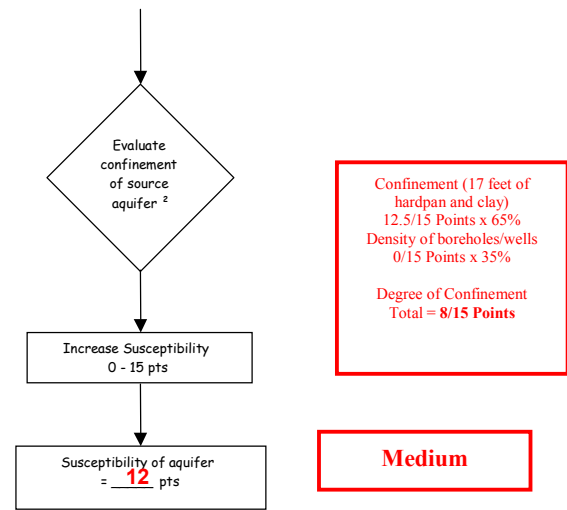 Evaluate
confinement
of source
aquifer ²
Confinement (17 feet of
hardpan and clay)
12.5/15 Points x 65%
Density of boreholes/wells
0/15 Points x 35%
Degree of Confinement
Total = 8/15 Points
Increase Susceptibility
0 - 15 pts
Susceptibility of aquifer
= __12__ pts
Medium